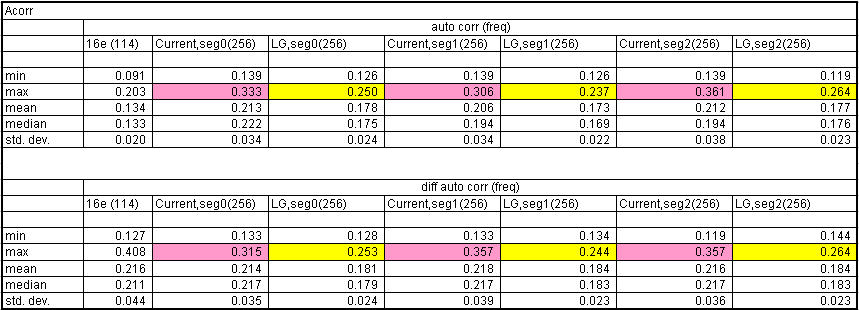 Acorr
auto corr (freq)
16e (114) Current,seg0(256) LG,seg0(256) Current,seg1(256) LG,seg1(256) Current,seg2(256) LG,seg2(256)
min 0.091 0.139 0.126 0.139 0.126 0.139 0.119
max 0.203 0.333 0.250 0.306 0.237 0.361 0.264
mean 0.134 0.213 0.178 0.206 0.173 0.212 0.177
median 0.133 0.222 0.175 0.194 0.169 0.194 0.176
std. dev. 0.020 0.034 0.024 0.034 0.022 0.038 0.023
diff auto corr (freq)
16e (114) Current,seg0(256) LG,seg0(256) Current,seg1(256) LG,seg1(256) Current,seg2(256) LG,seg2(256)
min 0.127 0.133 0.128 0.133 0.134 0.119 0.144
max 0.408 0.315 0.253 0.357 0.244 0.357 0.264
mean 0.216 0.214 0.181 0.218 0.184 0.216 0.184
median 0.211 0.217 0.179 0.217 0.183 0.217 0.183
std. dev. 0.044 0.035 0.024 0.039 0.023 0.036 0.023